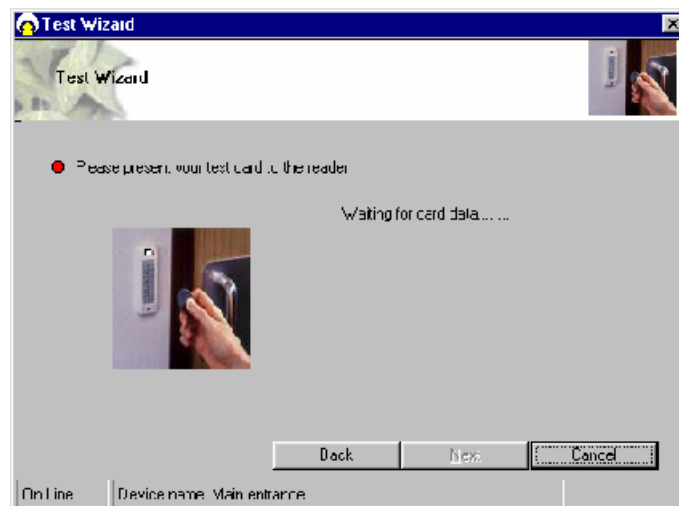 Test Wizard
Test Wizard
Please present your test card to the reader
Waiting for card data.......
Back
Next
Cancel
On Line
Device name: Main entrance